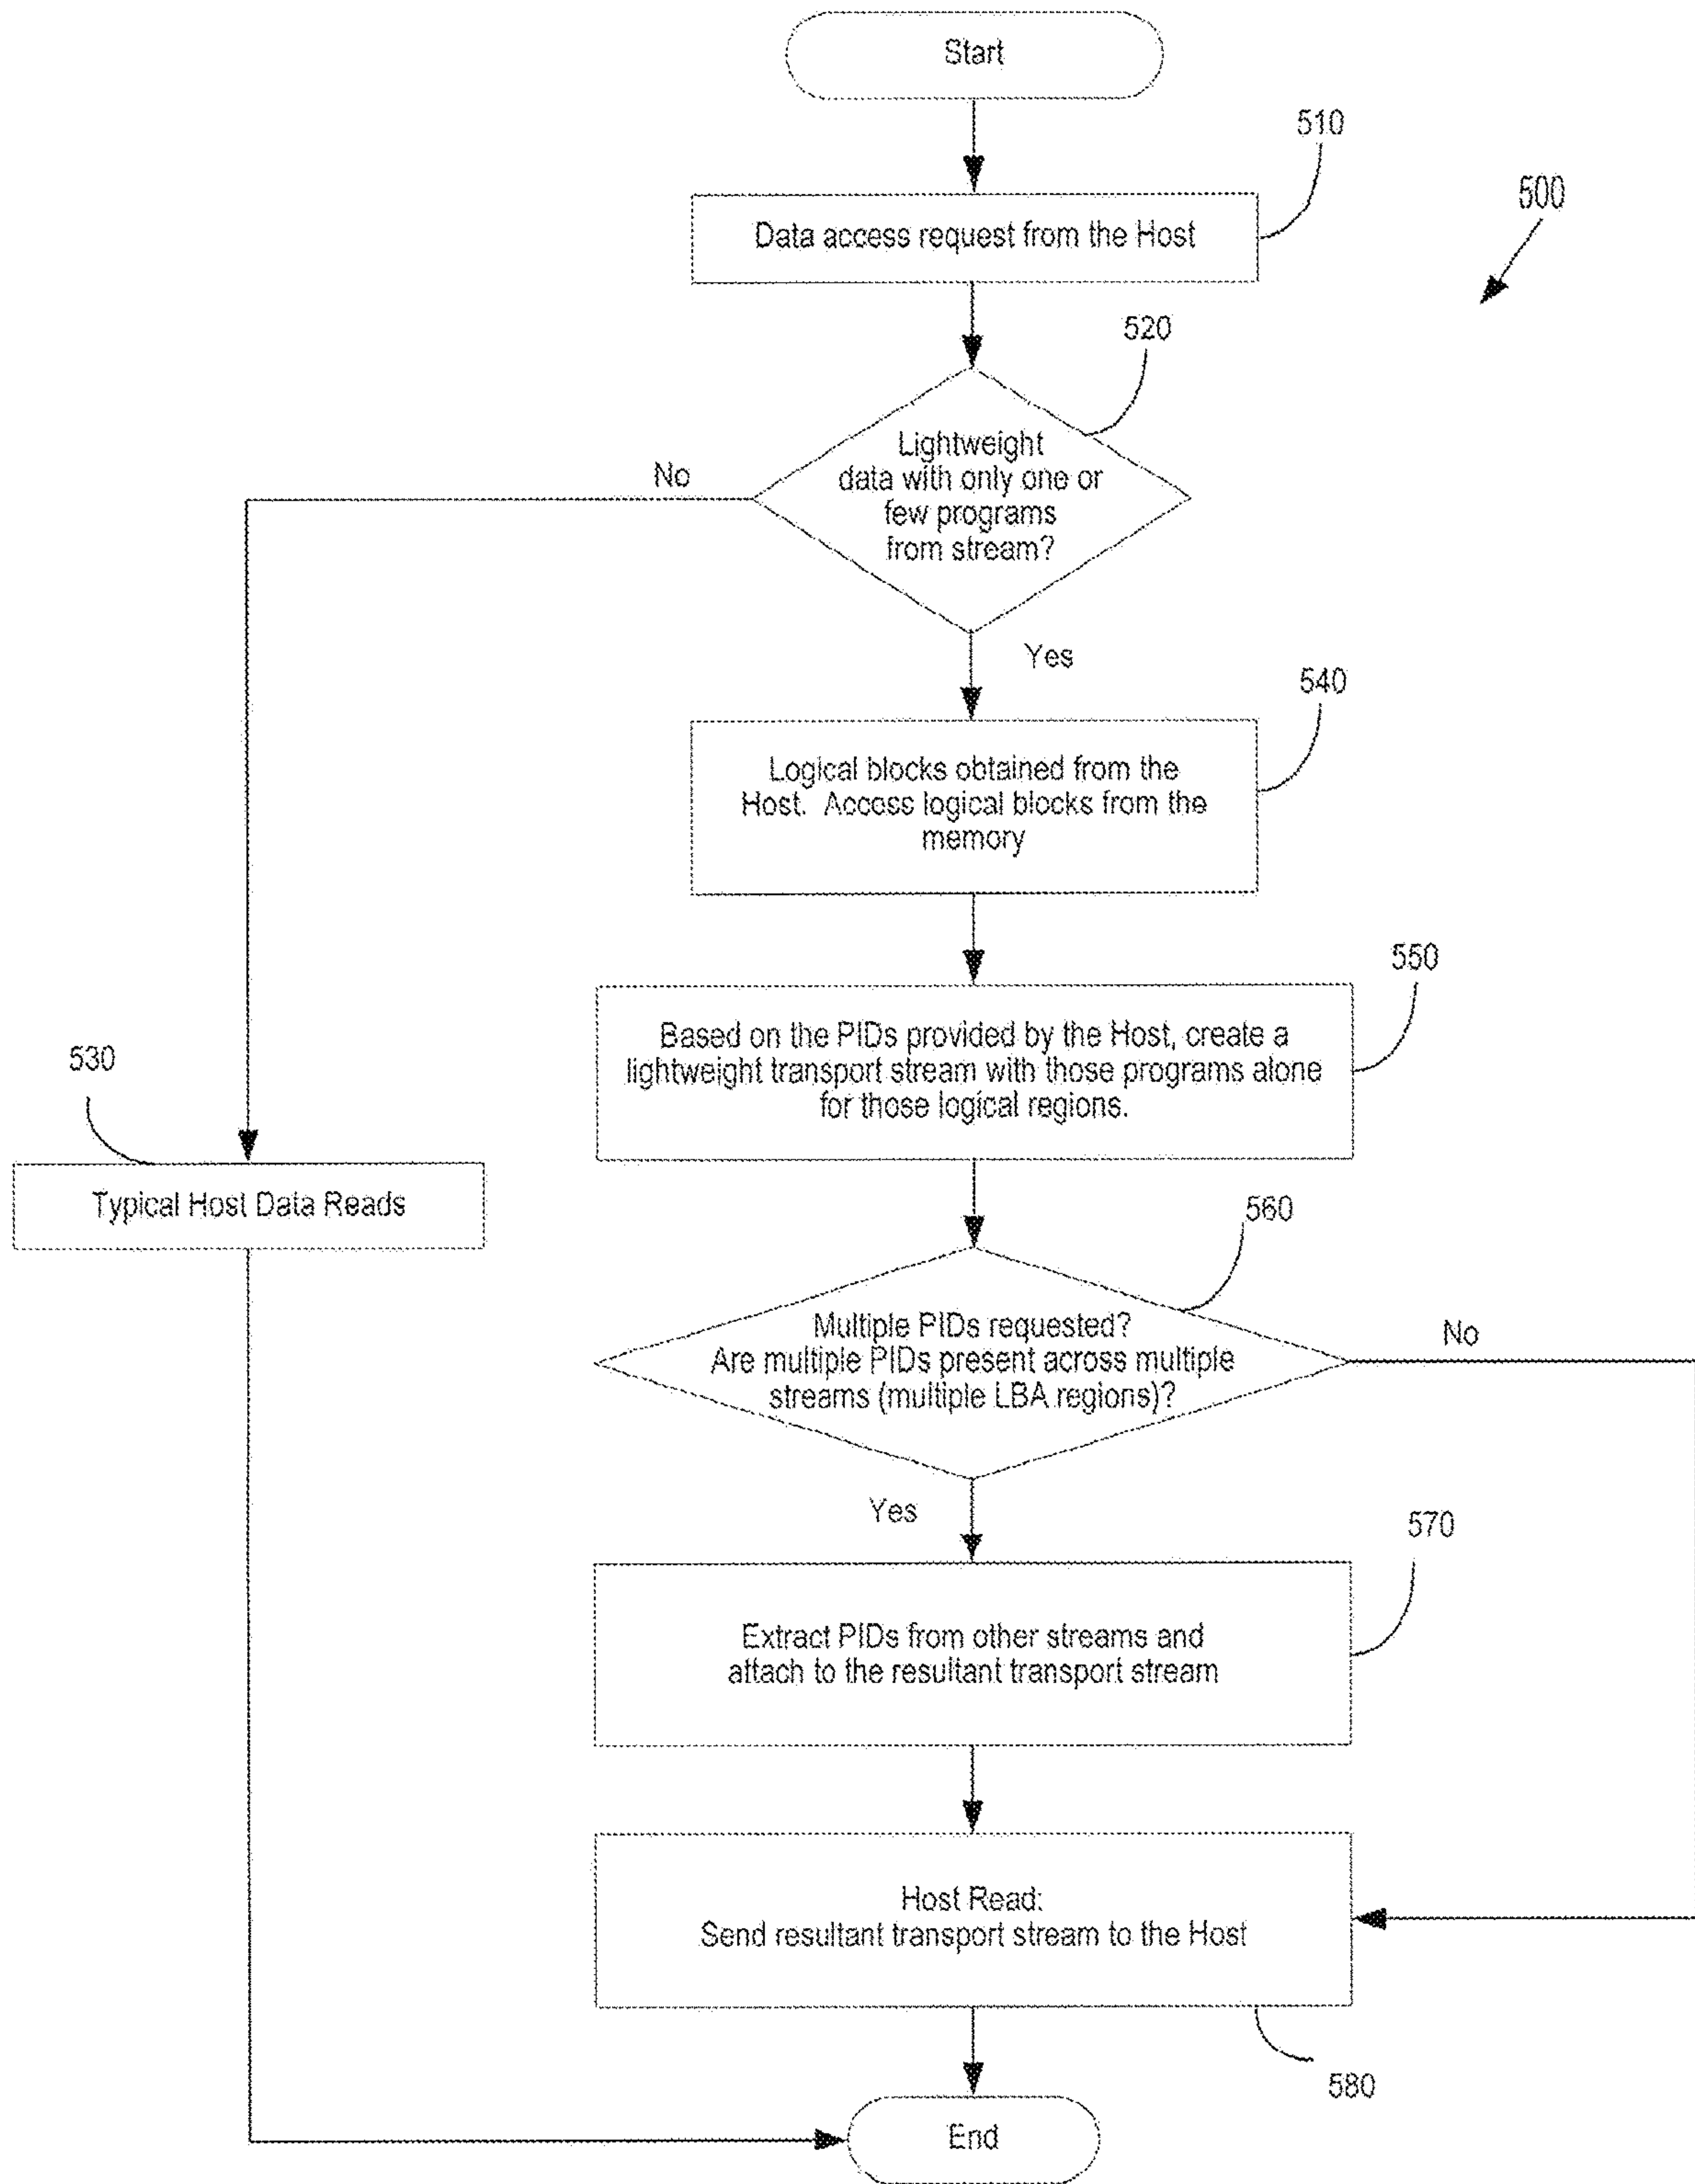 Start
510
500
Data access request from the Host
520
Lightweight
data with only one or
few programs
from stream?
No
Yes
540
Logical blocks obtained from the
Host. Access logical blocks from the
memory
550
Based on the PIDs provided by the Host, create a
lightweight transport stream with those programs alone
for those logical regions.
530
Typical Host Data Reads
560
Multiple PIDs requested?
Are multiple PIDs present across multiple
streams (multiple LBA regions)?
No
Yes
570
Extract PIDs from other streams and
attach to the resultant transport stream
Host Read:
Send resultant transport stream to the Host
580
End